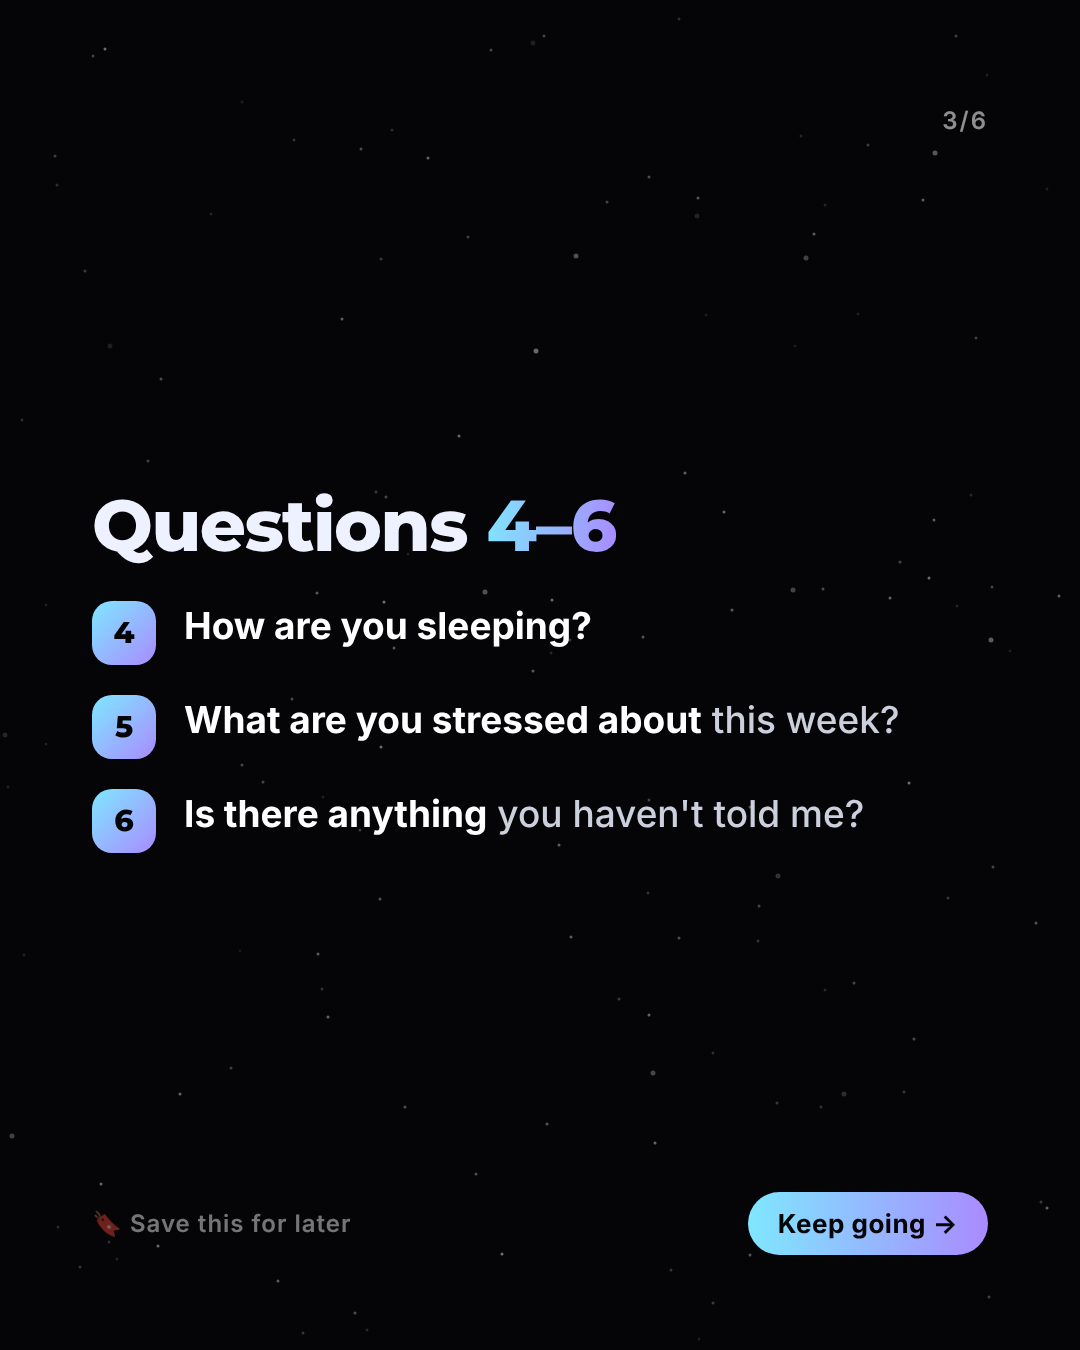 3/6
Questions 4–6
4 How are you sleeping?
5 What are you stressed about this week?
6 Is there anything you haven't told me?
Save this for later
Keep going →